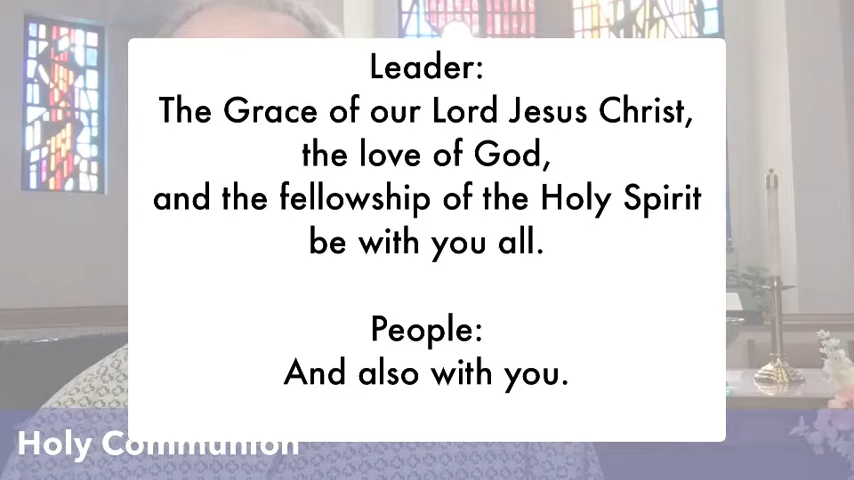 Leader:
The Grace of our Lord Jesus Christ,
the love of God,
and the fellowship of the Holy Spirit
be with you all.
People:
And also with you.
Holy Communion